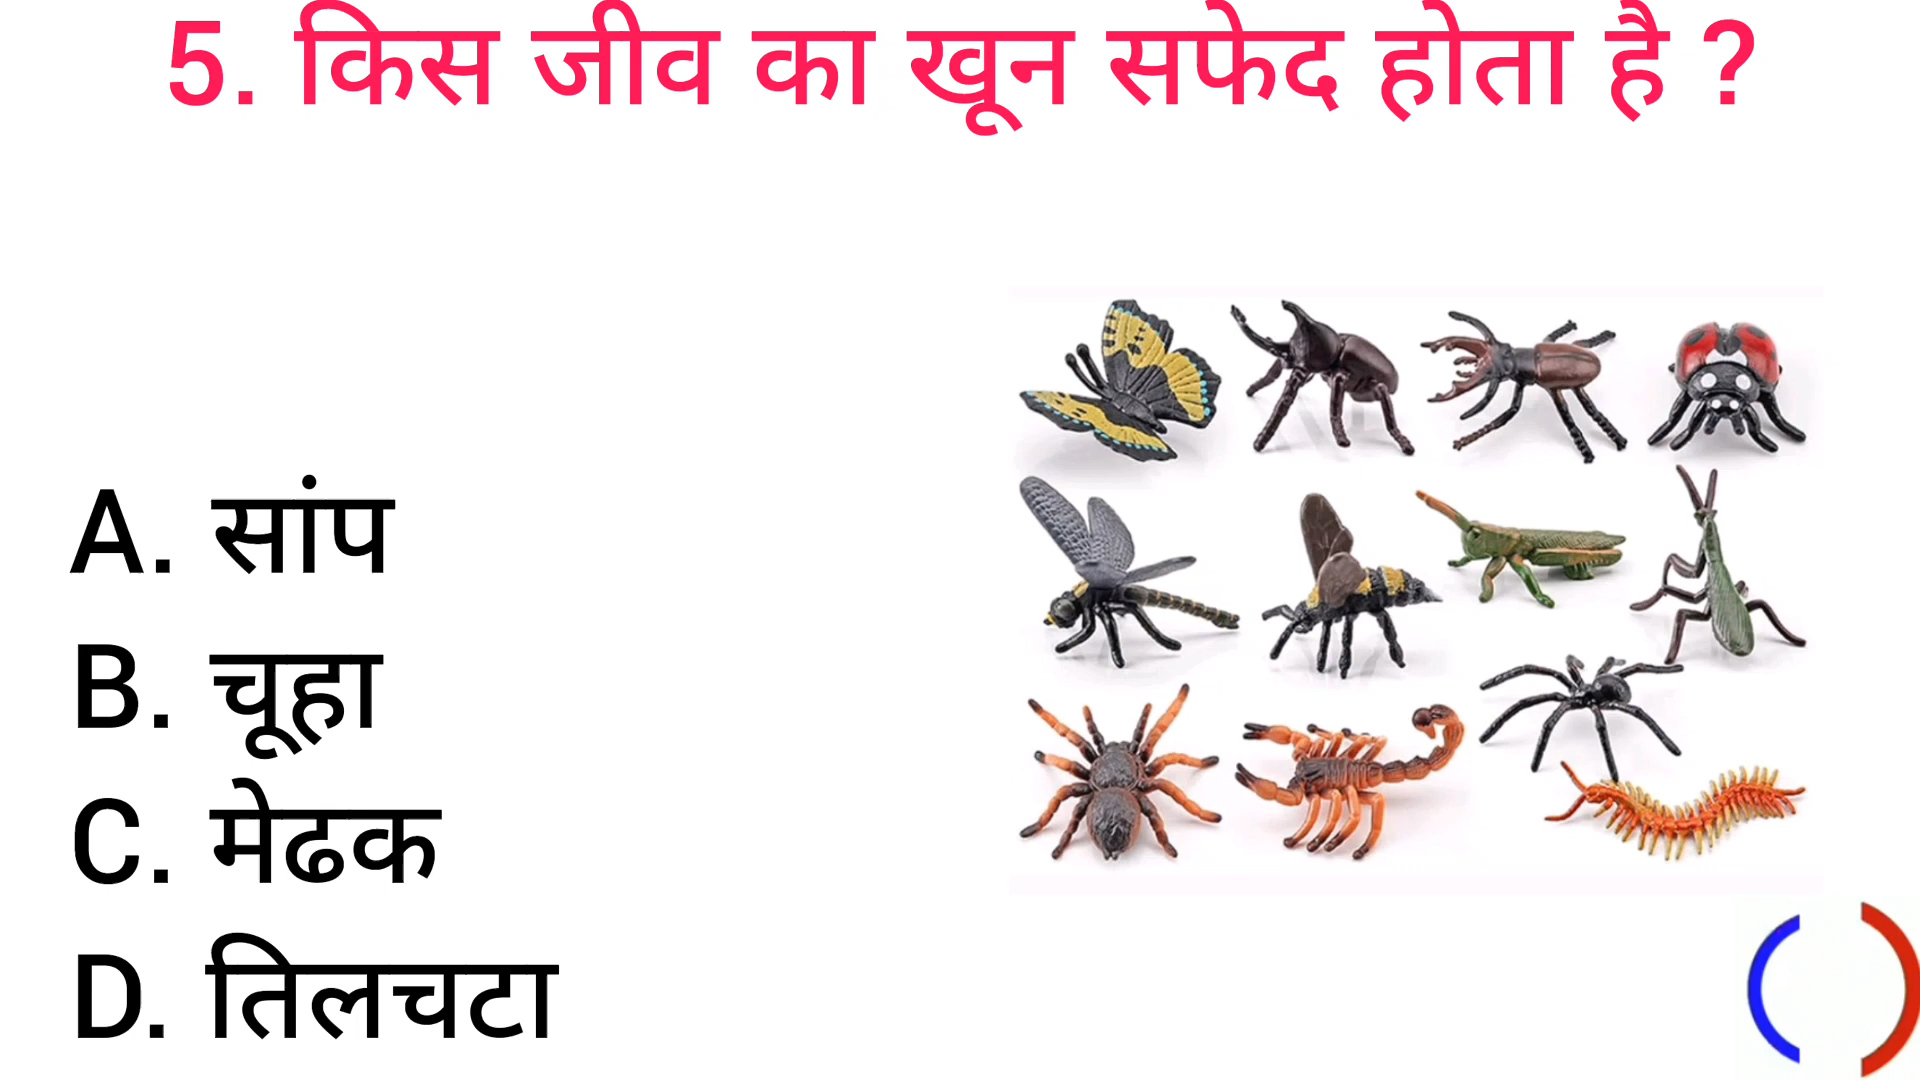 5. किस जीव का खून सफेद होता है ?
A. सांप
B. चूहा
C. मेढक
D. तिलचटा